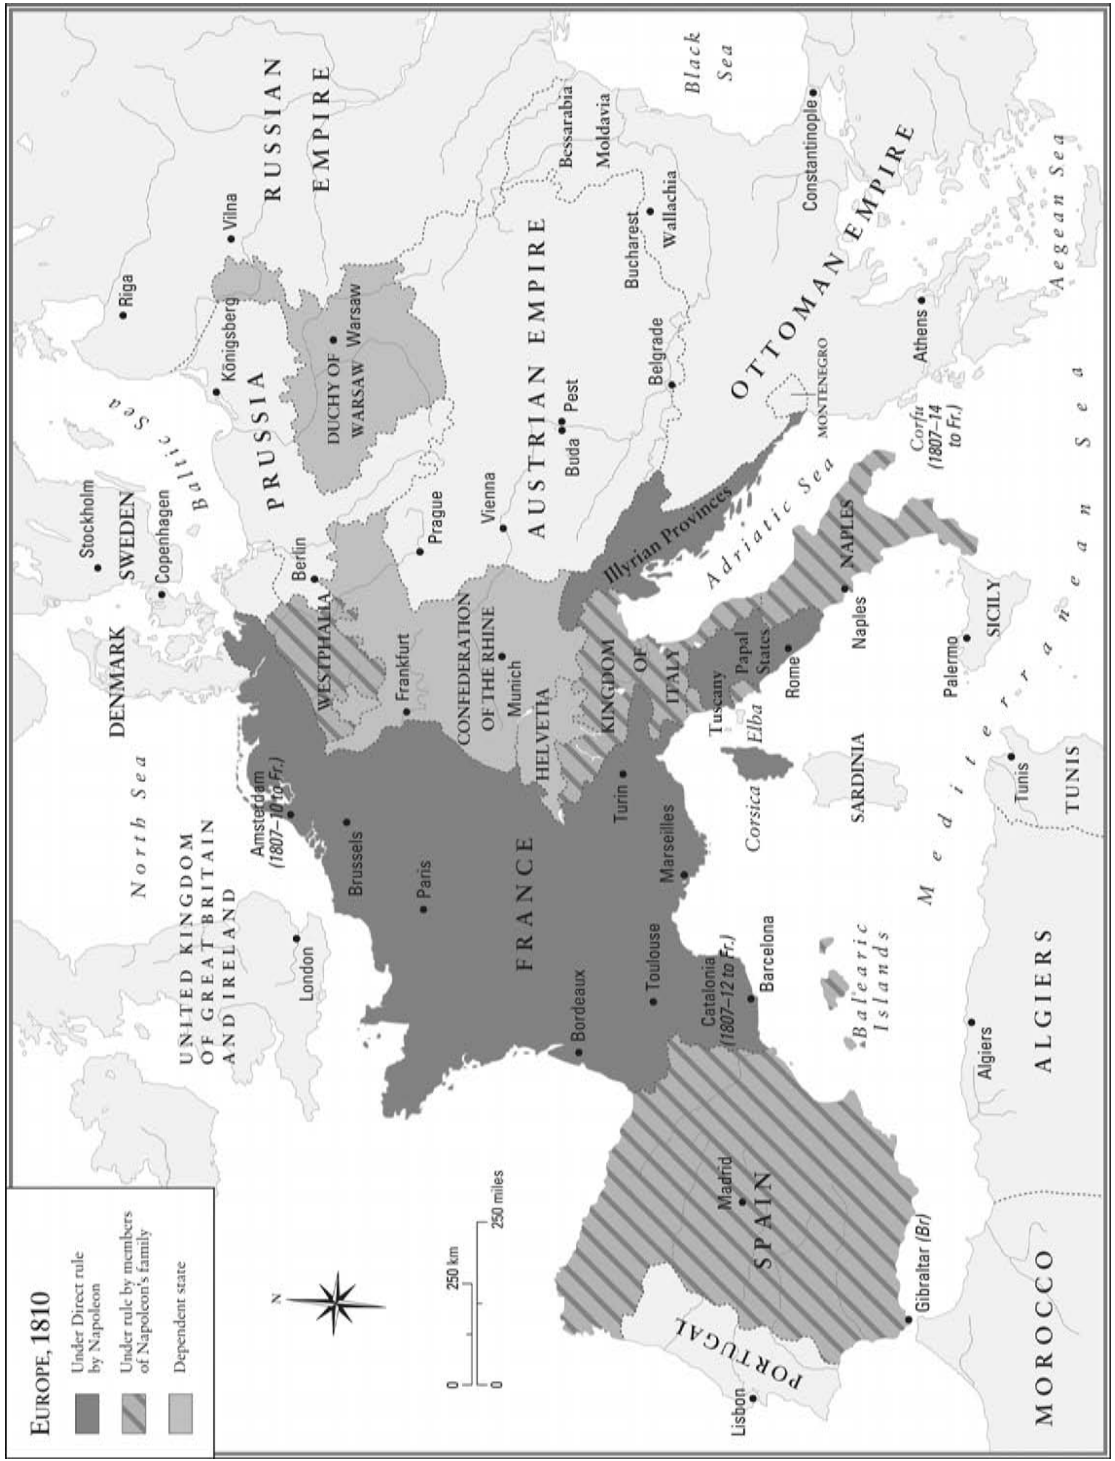 EUROPE, 1810
Under Direct rule
by Napoleon
Under rule by members
of Napoleon's family
Dependent state
N
0
250 km
0
250 miles
UNITED KINGDOM
OF GREAT BRITAIN
AND IRELAND
London
North Sea
DENMARK
SWEDEN
Stockholm
Copenhagen
Baltic Sea
Riga
Königsberg
Vilna
RUSSIAN
EMPIRE
PRUSSIA
Berlin
DUCHY OF
WARSAW
Warsaw
Amsterdam
(1807–10 to Fr.)
Brussels
Paris
WESTPHALIA
Frankfurt
CONFEDERATION
OF THE RHINE
Munich
HELVETIA
Prague
Vienna
AUSTRIAN EMPIRE
Buda
Pest
Bessarabia
Moldavia
Black
Sea
Bucharest
Wallachia
Belgrade
FRANCE
Bordeaux
Toulouse
Marseilles
Turin
KINGDOM
OF
ITALY
Illyrian Provinces
Adriatic Sea
MONTENEGRO
OTTOMAN EMPIRE
Constantinople
Catalonia
(1807–12 to Fr.)
Barcelona
Corsica
Elba
Tuscany
Papal
States
Rome
NAPLES
Naples
Corfu
(1807–14
to Fr.)
Athens
Aegean Sea
Madrid
SPAIN
PORTUGAL
Lisbon
Gibraltar (Br)
Balearic
Islands
SARDINIA
Palermo
SICILY
Mediterranean Sea
MOROCCO
Algiers
ALGIERS
Tunis
TUNIS